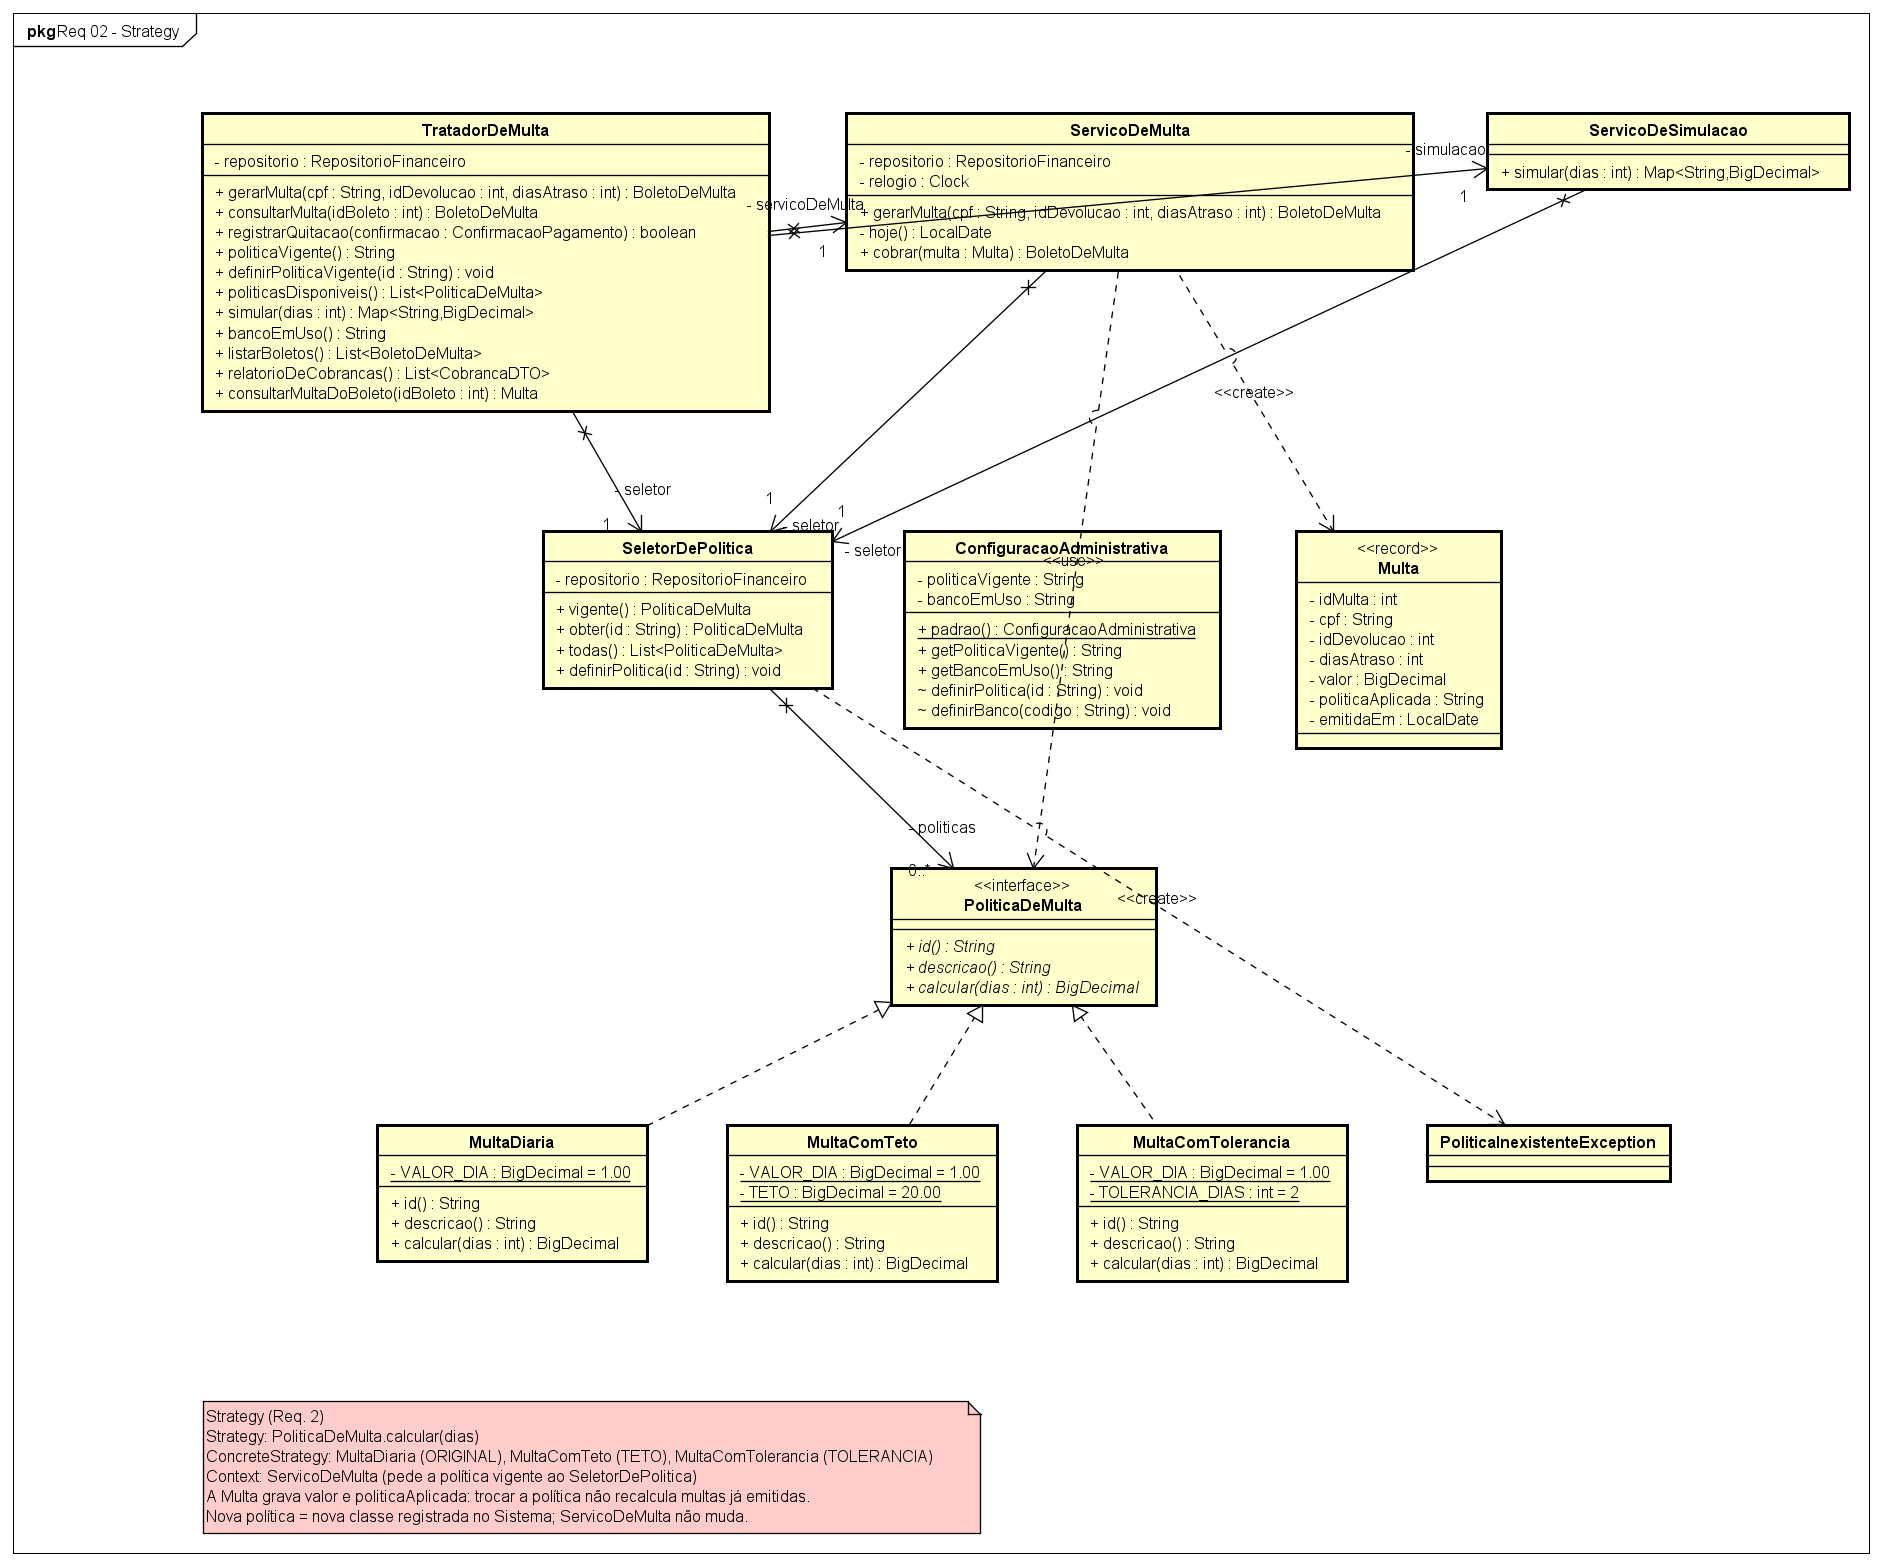 pkg Req 02 - Strategy
TratadorDeMulta
- repositorio : RepositorioFinanceiro
+ gerarMulta(cpf : String, idDevolucao : int, diasAtraso : int) : BoletoDeMulta
+ consultarMulta(idBoleto : int) : BoletoDeMulta
+ registrarQuitacao(confirmacao : ConfirmacaoPagamento) : boolean
+ politicaVigente() : String
+ definirPoliticaVigente(id : String) : void
+ politicasDisponiveis() : List<PoliticaDeMulta>
+ simular(dias : int) : Map<String,BigDecimal>
+ bancoEmUso() : String
+ listarBoletos() : List<BoletoDeMulta>
+ relatorioDeCobrancas() : List<CobrancaDTO>
+ consultarMultaDoBoleto(idBoleto : int) : Multa
- servicoDeMulta
1
ServicoDeMulta
- repositorio : RepositorioFinanceiro
- relogio : Clock
+ gerarMulta(cpf : String, idDevolucao : int, diasAtraso : int) : BoletoDeMulta
- hoje() : LocalDate
+ cobrar(multa : Multa) : BoletoDeMulta
- simulacao
1
ServicoDeSimulacao
+ simular(dias : int) : Map<String,BigDecimal>
<<create>>
- seletor
1
1
- seletor
1
- seletor
SeletorDePolitica
- repositorio : RepositorioFinanceiro
+ vigente() : PoliticaDeMulta
+ obter(id : String) : PoliticaDeMulta
+ todas() : List<PoliticaDeMulta>
+ definirPolitica(id : String) : void
ConfiguracaoAdministrativa
<<use>>
- politicaVigente : String
- bancoEmUso : String
+ padrao() : ConfiguracaoAdministrativa
+ getPoliticaVigente() : String
+ getBancoEmUso() : String
~ definirPolitica(id : String) : void
~ definirBanco(codigo : String) : void
<<record>>
Multa
- idMulta : int
- cpf : String
- idDevolucao : int
- diasAtraso : int
- valor : BigDecimal
- politicaAplicada : String
- emitidaEm : LocalDate
- politicas
0..*
<<interface>>
PoliticaDeMulta
+ id() : String
+ descricao() : String
+ calcular(dias : int) : BigDecimal
<<create>>
MultaDiaria
- VALOR_DIA : BigDecimal = 1.00
+ id() : String
+ descricao() : String
+ calcular(dias : int) : BigDecimal
MultaComTeto
- VALOR_DIA : BigDecimal = 1.00
- TETO : BigDecimal = 20.00
+ id() : String
+ descricao() : String
+ calcular(dias : int) : BigDecimal
MultaComTolerancia
- VALOR_DIA : BigDecimal = 1.00
- TOLERANCIA_DIAS : int = 2
+ id() : String
+ descricao() : String
+ calcular(dias : int) : BigDecimal
PoliticaInexistenteException
Strategy (Req. 2)
Strategy: PoliticaDeMulta.calcular(dias)
ConcreteStrategy: MultaDiaria (ORIGINAL), MultaComTeto (TETO), MultaComTolerancia (TOLERANCIA)
Context: ServicoDeMulta (pede a política vigente ao SeletorDePolitica)
A Multa grava valor e politicaAplicada: trocar a política não recalcula multas já emitidas.
Nova política = nova classe registrada no Sistema; ServicoDeMulta não muda.